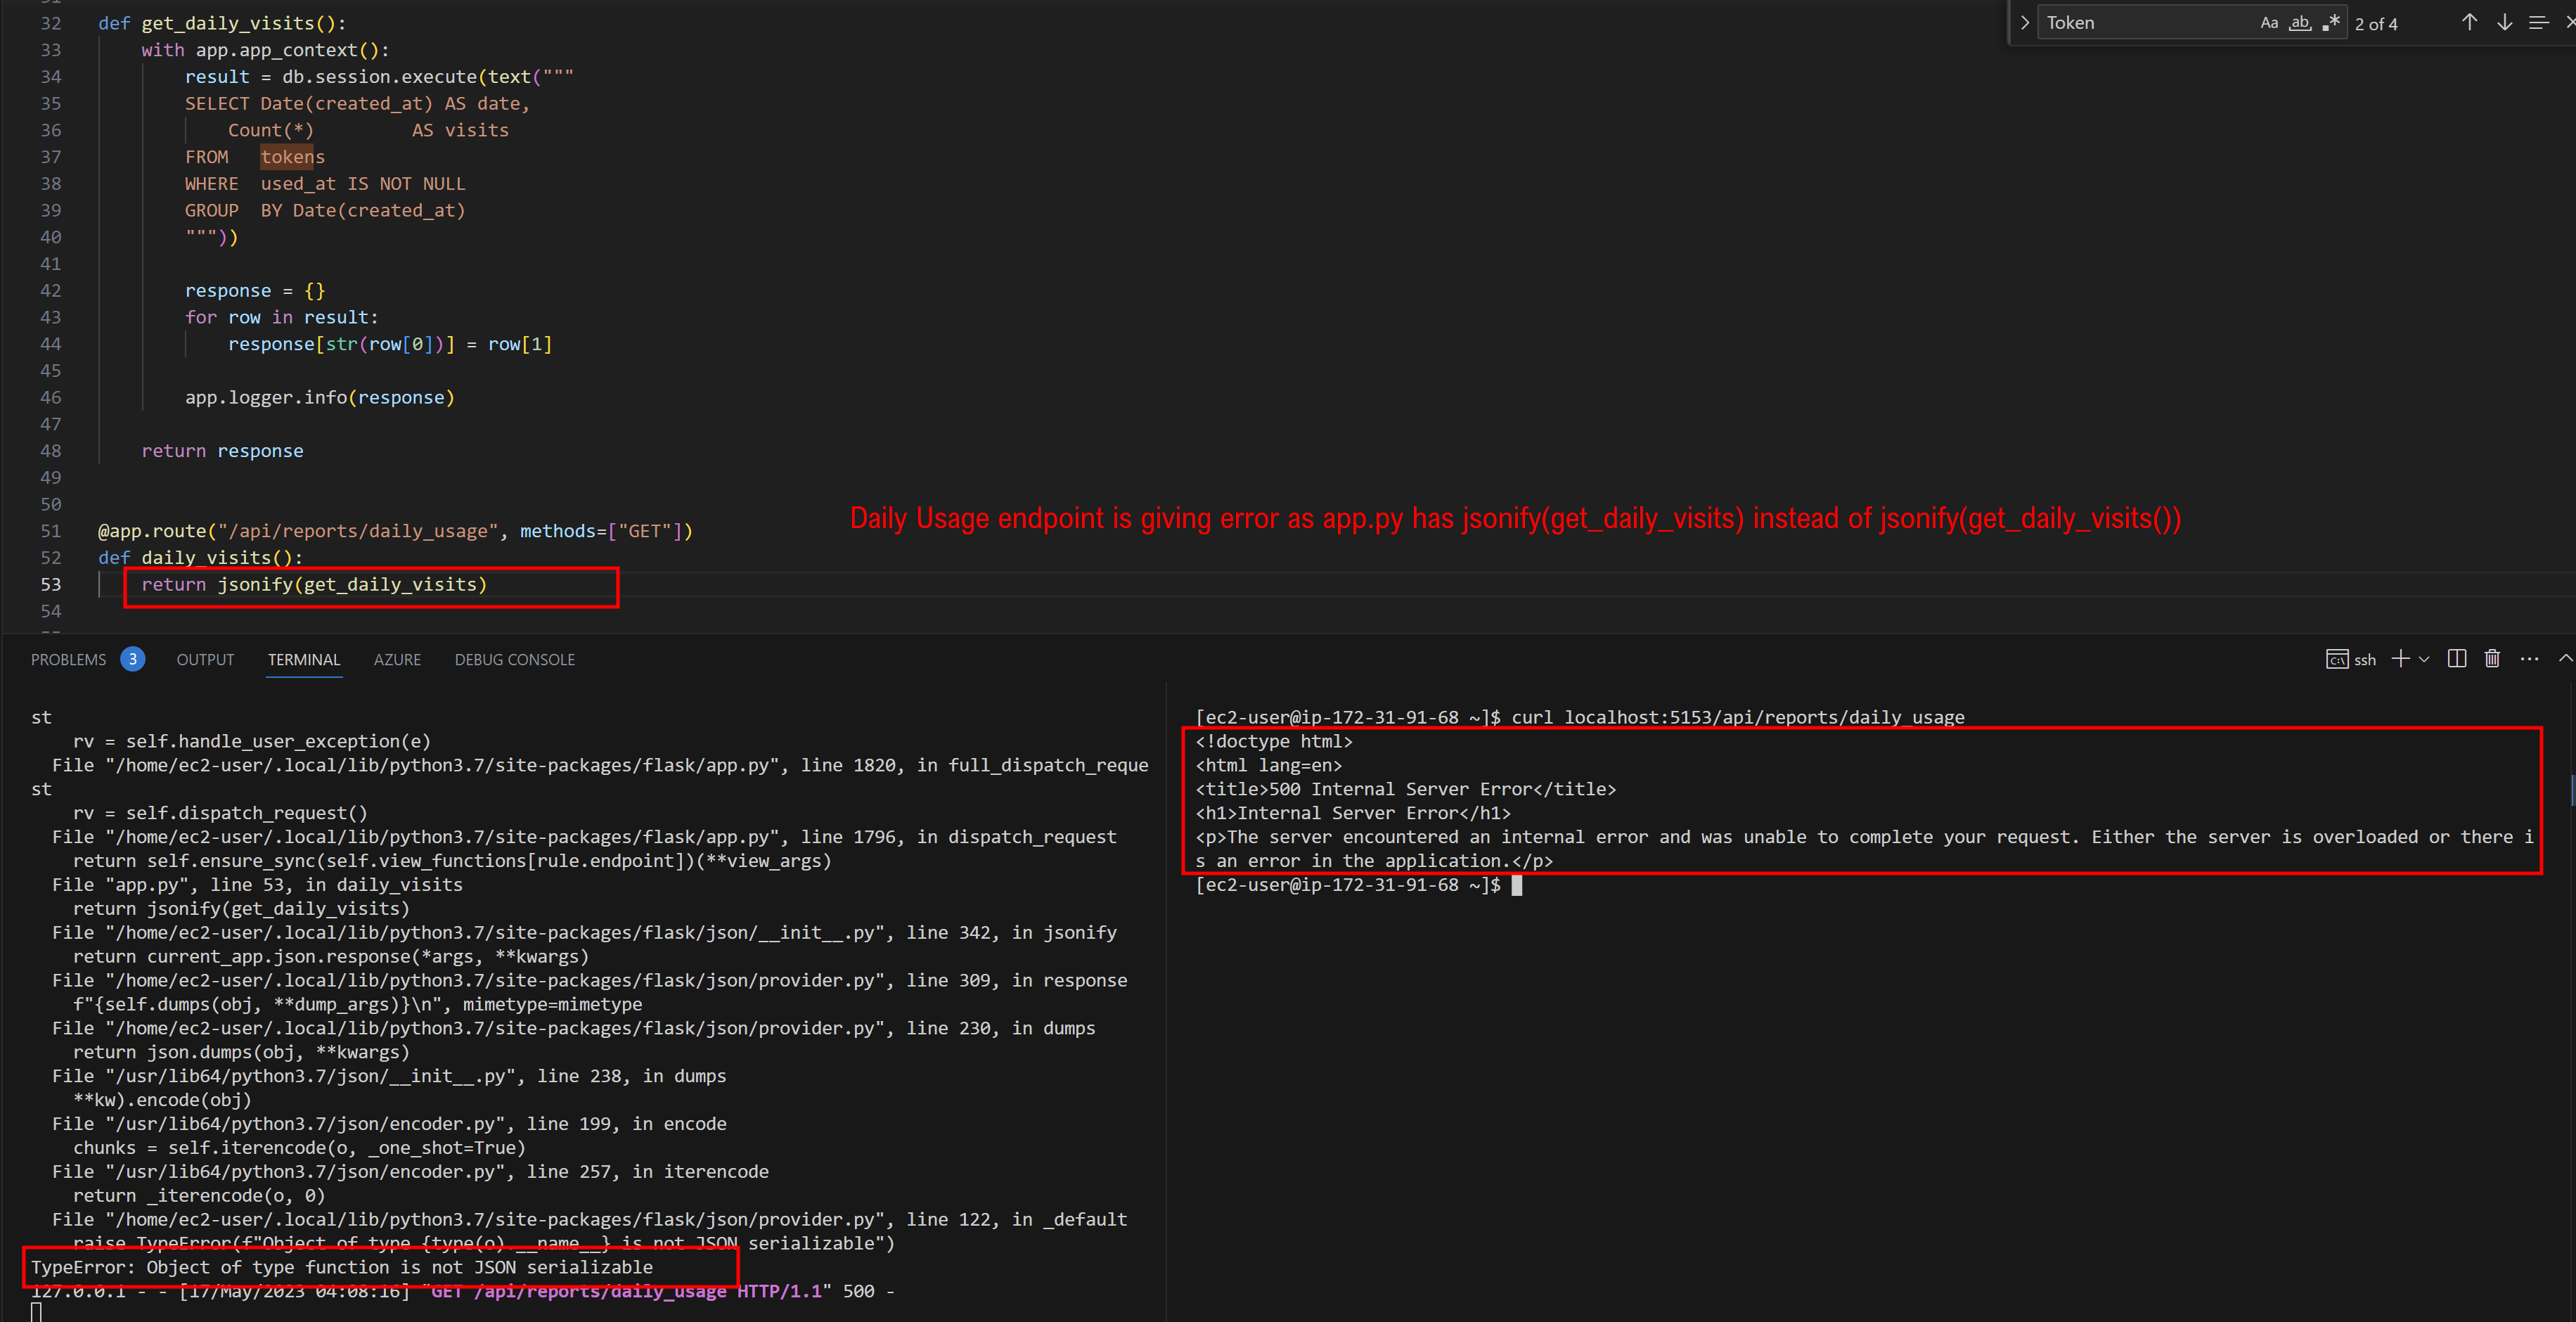 31
32 def get_daily_visits():
33 with app.app_context():
34 result = db.session.execute(text("""
35 SELECT Date(created_at) AS date,
36 Count(*) AS visits
37 FROM tokens
38 WHERE used_at IS NOT NULL
39 GROUP BY Date(created_at)
40 """))
41
42 response = {}
43 for row in result:
44 response[str(row[0])] = row[1]
45
46 app.logger.info(response)
47
48 return response
49
50
51 @app.route("/api/reports/daily_usage", methods=["GET"])
52 def daily_visits():
53 return jsonify(get_daily_visits)
54
Token Aa ab 2 of 4
Daily Usage endpoint is giving error as app.py has jsonify(get_daily_visits) instead of jsonify(get_daily_visits())
PROBLEMS 3 OUTPUT TERMINAL AZURE DEBUG CONSOLE
ssh
st
rv = self.handle_user_exception(e)
File "/home/ec2-user/.local/lib/python3.7/site-packages/flask/app.py", line 1820, in full_dispatch_reque
st
rv = self.dispatch_request()
File "/home/ec2-user/.local/lib/python3.7/site-packages/flask/app.py", line 1796, in dispatch_request
return self.ensure_sync(self.view_functions[rule.endpoint])(**view_args)
File "app.py", line 53, in daily_visits
return jsonify(get_daily_visits)
File "/home/ec2-user/.local/lib/python3.7/site-packages/flask/json/__init__.py", line 342, in jsonify
return current_app.json.response(*args, **kwargs)
File "/home/ec2-user/.local/lib/python3.7/site-packages/flask/json/provider.py", line 309, in response
f"{self.dumps(obj, **dump_args)}\n", mimetype=mimetype
File "/home/ec2-user/.local/lib/python3.7/site-packages/flask/json/provider.py", line 230, in dumps
return json.dumps(obj, **kwargs)
File "/usr/lib64/python3.7/json/__init__.py", line 238, in dumps
**kw).encode(obj)
File "/usr/lib64/python3.7/json/encoder.py", line 199, in encode
chunks = self.iterencode(o, _one_shot=True)
File "/usr/lib64/python3.7/json/encoder.py", line 257, in iterencode
return _iterencode(o, 0)
File "/home/ec2-user/.local/lib/python3.7/site-packages/flask/json/provider.py", line 122, in _default
raise TypeError(f"Object of type {type(o).__name__} is not JSON serializable")
TypeError: Object of type function is not JSON serializable
127.0.0.1 - - [17/May/2023 04:08:16] "GET /api/reports/daily_usage HTTP/1.1" 500 -
[ec2-user@ip-172-31-91-68 ~]$ curl localhost:5153/api/reports/daily_usage
<!doctype html>
<html lang=en>
<title>500 Internal Server Error</title>
<h1>Internal Server Error</h1>
<p>The server encountered an internal error and was unable to complete your request. Either the server is overloaded or there i
s an error in the application.</p>
[ec2-user@ip-172-31-91-68 ~]$